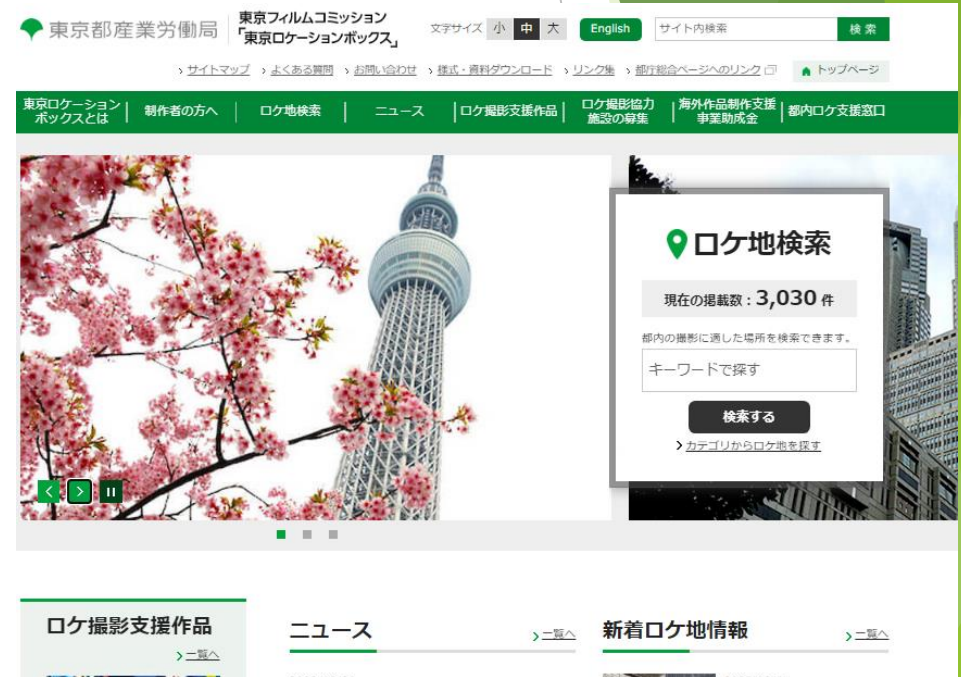 東京都産業労働局
東京フィルムコミッション
「東京ロケーションボックス」
文字サイズ 小 中 大
English
サイト内検索
検索
サイトマップ
よくある質問
お問い合わせ
様式・資料ダウンロード
リンク集
都庁総合ページへのリンク
トップページ
東京ロケーション
ボックスとは
制作者の方へ
ロケ地検索
ニュース
ロケ撮影支援作品
ロケ撮影協力
施設の募集
海外作品制作支援
事業助成金
都内ロケ支援窓口
ロケ地検索
現在の掲載数：3,030 件
都内の撮影に適した場所を検索できます。
キーワードで探す
検索する
カテゴリからロケ地を探す
ロケ撮影支援作品
一覧へ
ニュース
一覧へ
新着ロケ地情報
一覧へ